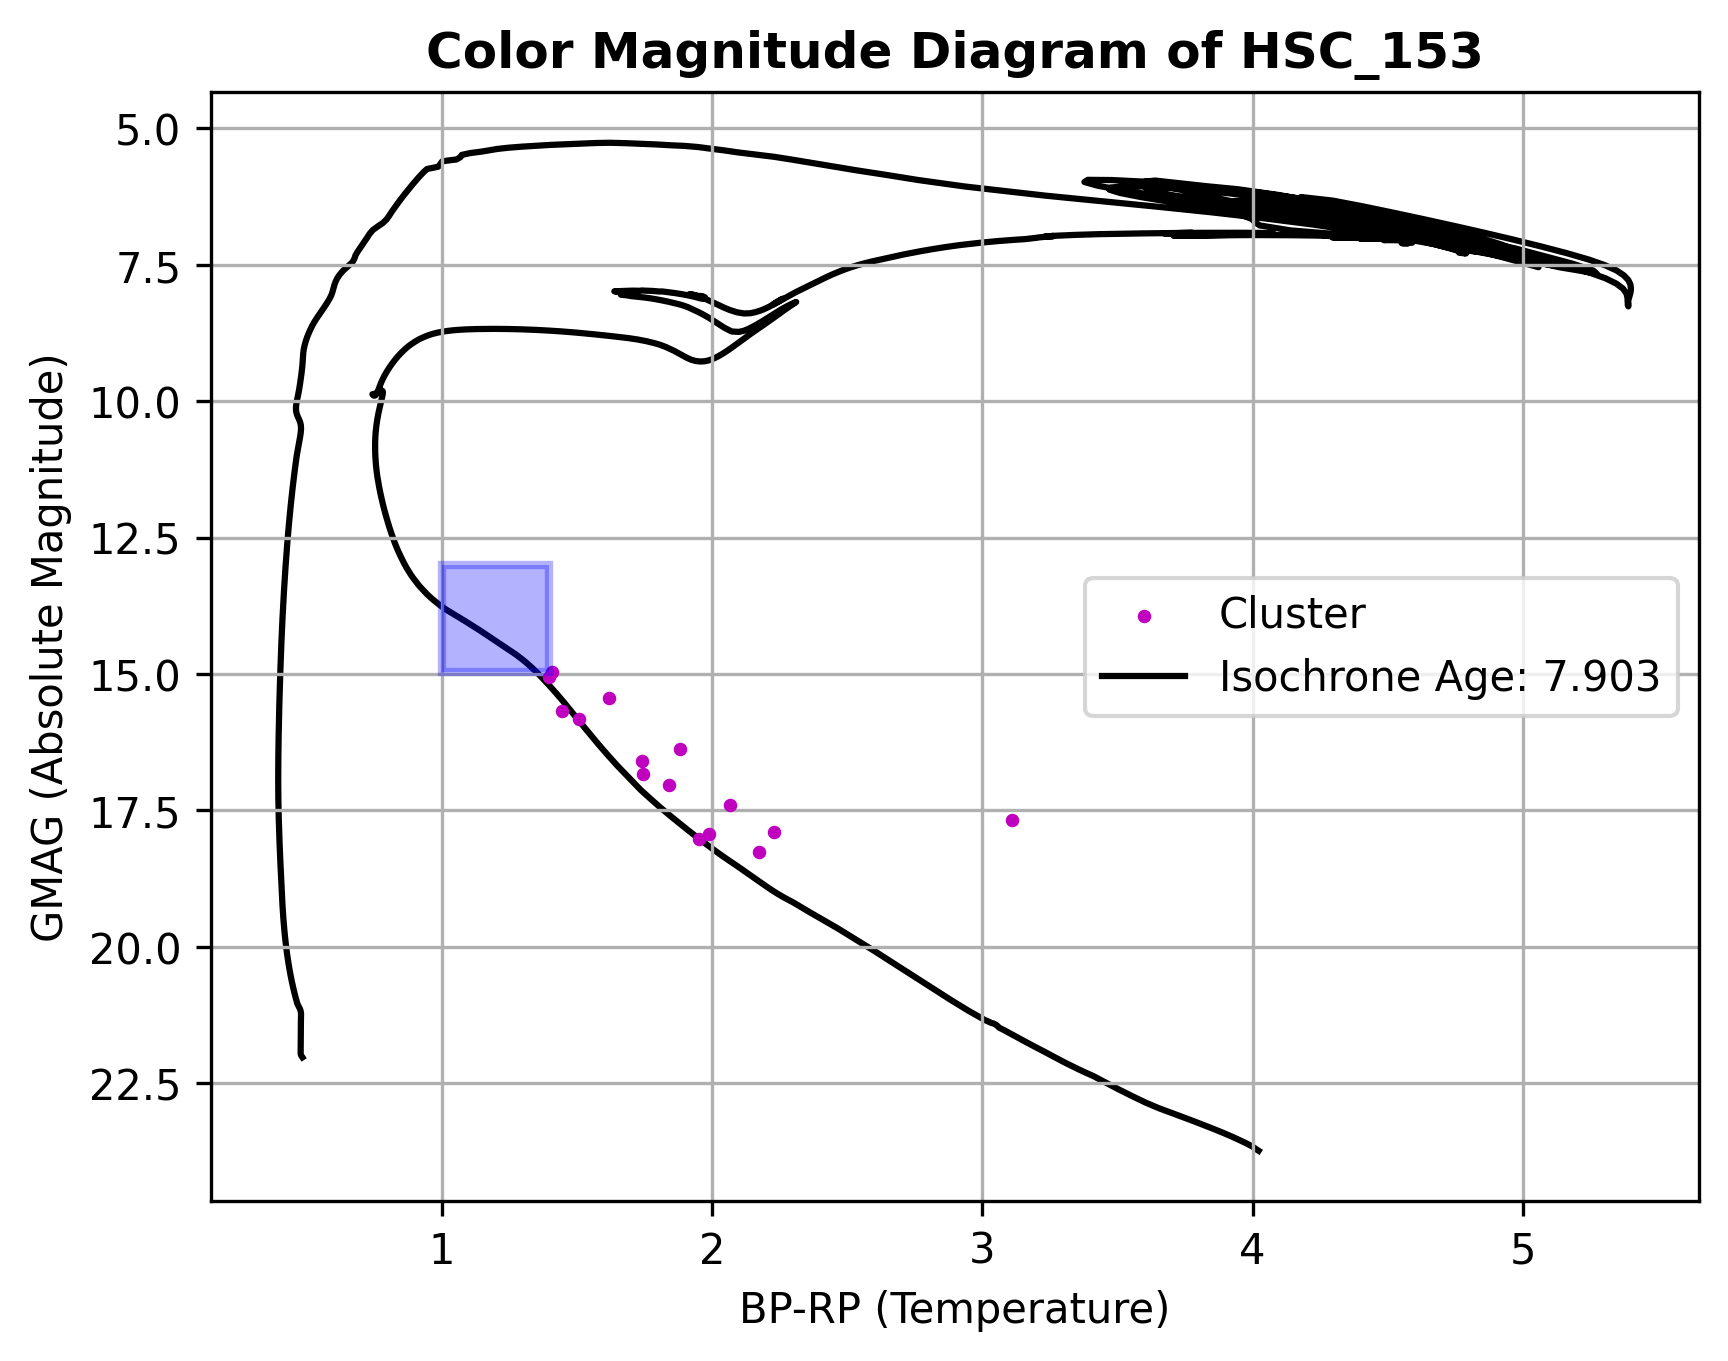 Color Magnitude Diagram of HSC_153
GMAG (Absolute Magnitude)
5.0
7.5
10.0
12.5
15.0
17.5
20.0
22.5
Cluster
Isochrone Age: 7.903
1 2 3 4 5
BP-RP (Temperature)